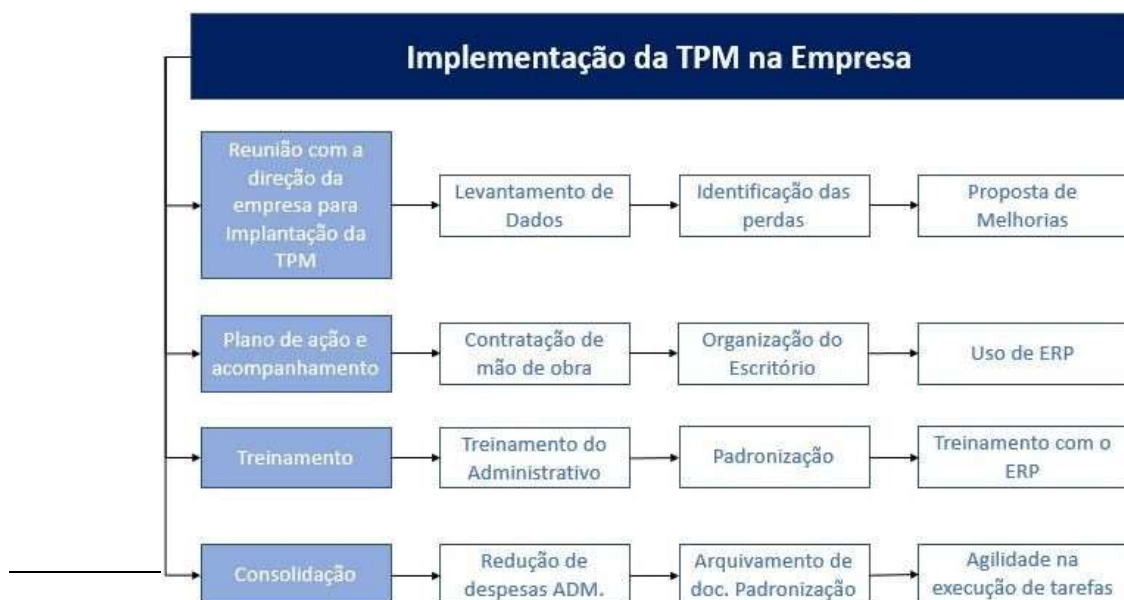 Implementação da TPM na Empresa
Reunião com a
direção da
empresa para
Implantação da
TPM
Levantamento de
Dados
Identificação das
perdas
Proposta de
Melhorias
Plano de ação e
acompanhamento
Contratação de
mão de obra
Organização do
Escritório
Uso de ERP
Treinamento
Treinamento do
Administrativo
Padronização
Treinamento com o
ERP
Consolidação
Redução de
despesas ADM.
Arquivamento de
doc. Padronização
Agilidade na
execução de tarefas